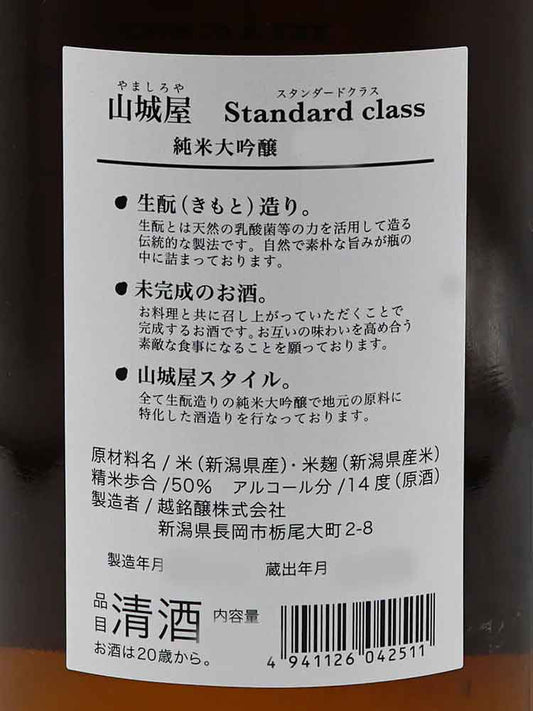 やましろや スタンダードクラス
山城屋 Standard class
純米大吟醸
● 生酛(きもと)造り。
生酛とは天然の乳酸菌等の力を活用して造る
伝統的な製法です。自然で素朴な旨みが瓶の
中に詰まっております。
● 未完成のお酒。
お料理と共に召し上がっていただくことで
完成するお酒です。お互いの味わいを高め合う
素敵な食事になることを願っております。
● 山城屋スタイル。
全て生酛造りの純米大吟醸で地元の原料に
特化した酒造りを行なっております。
原材料名/米(新潟県産)・米麹(新潟県産米)
精米歩合/50% アルコール分/14度(原酒)
製造者/越銘醸株式会社
新潟県長岡市栃尾大町2-8
製造年月 蔵出年月
品目 清酒 内容量
お酒は20歳から。
4 941126 042511